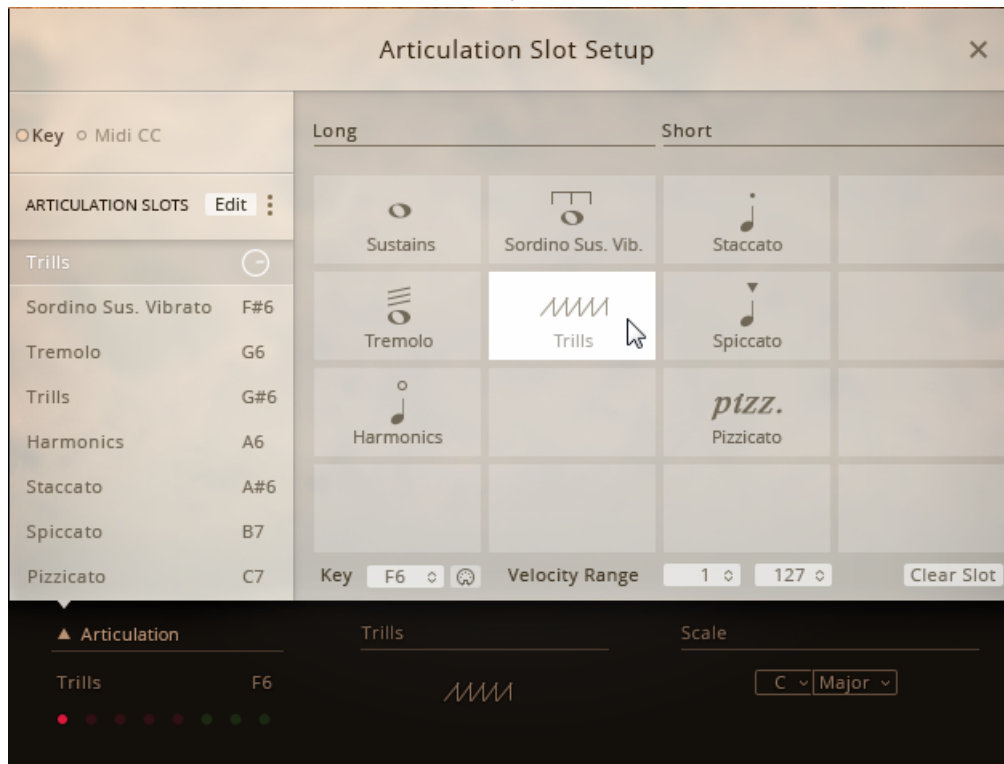 Articulation Slot Setup
Key Midi CC
ARTICULATION SLOTS Edit
Trills
Sordino Sus. Vibrato F#6
Tremolo G6
Trills G#6
Harmonics A6
Staccato A#6
Spiccato B7
Pizzicato C7
Long Short
Sustains Sordino Sus. Vib. Staccato
Tremolo Trills Spiccato
pizz.
Harmonics Pizzicato
Key F6 Velocity Range 1 127 Clear Slot
Articulation Trills Scale
Trills F6 C Major